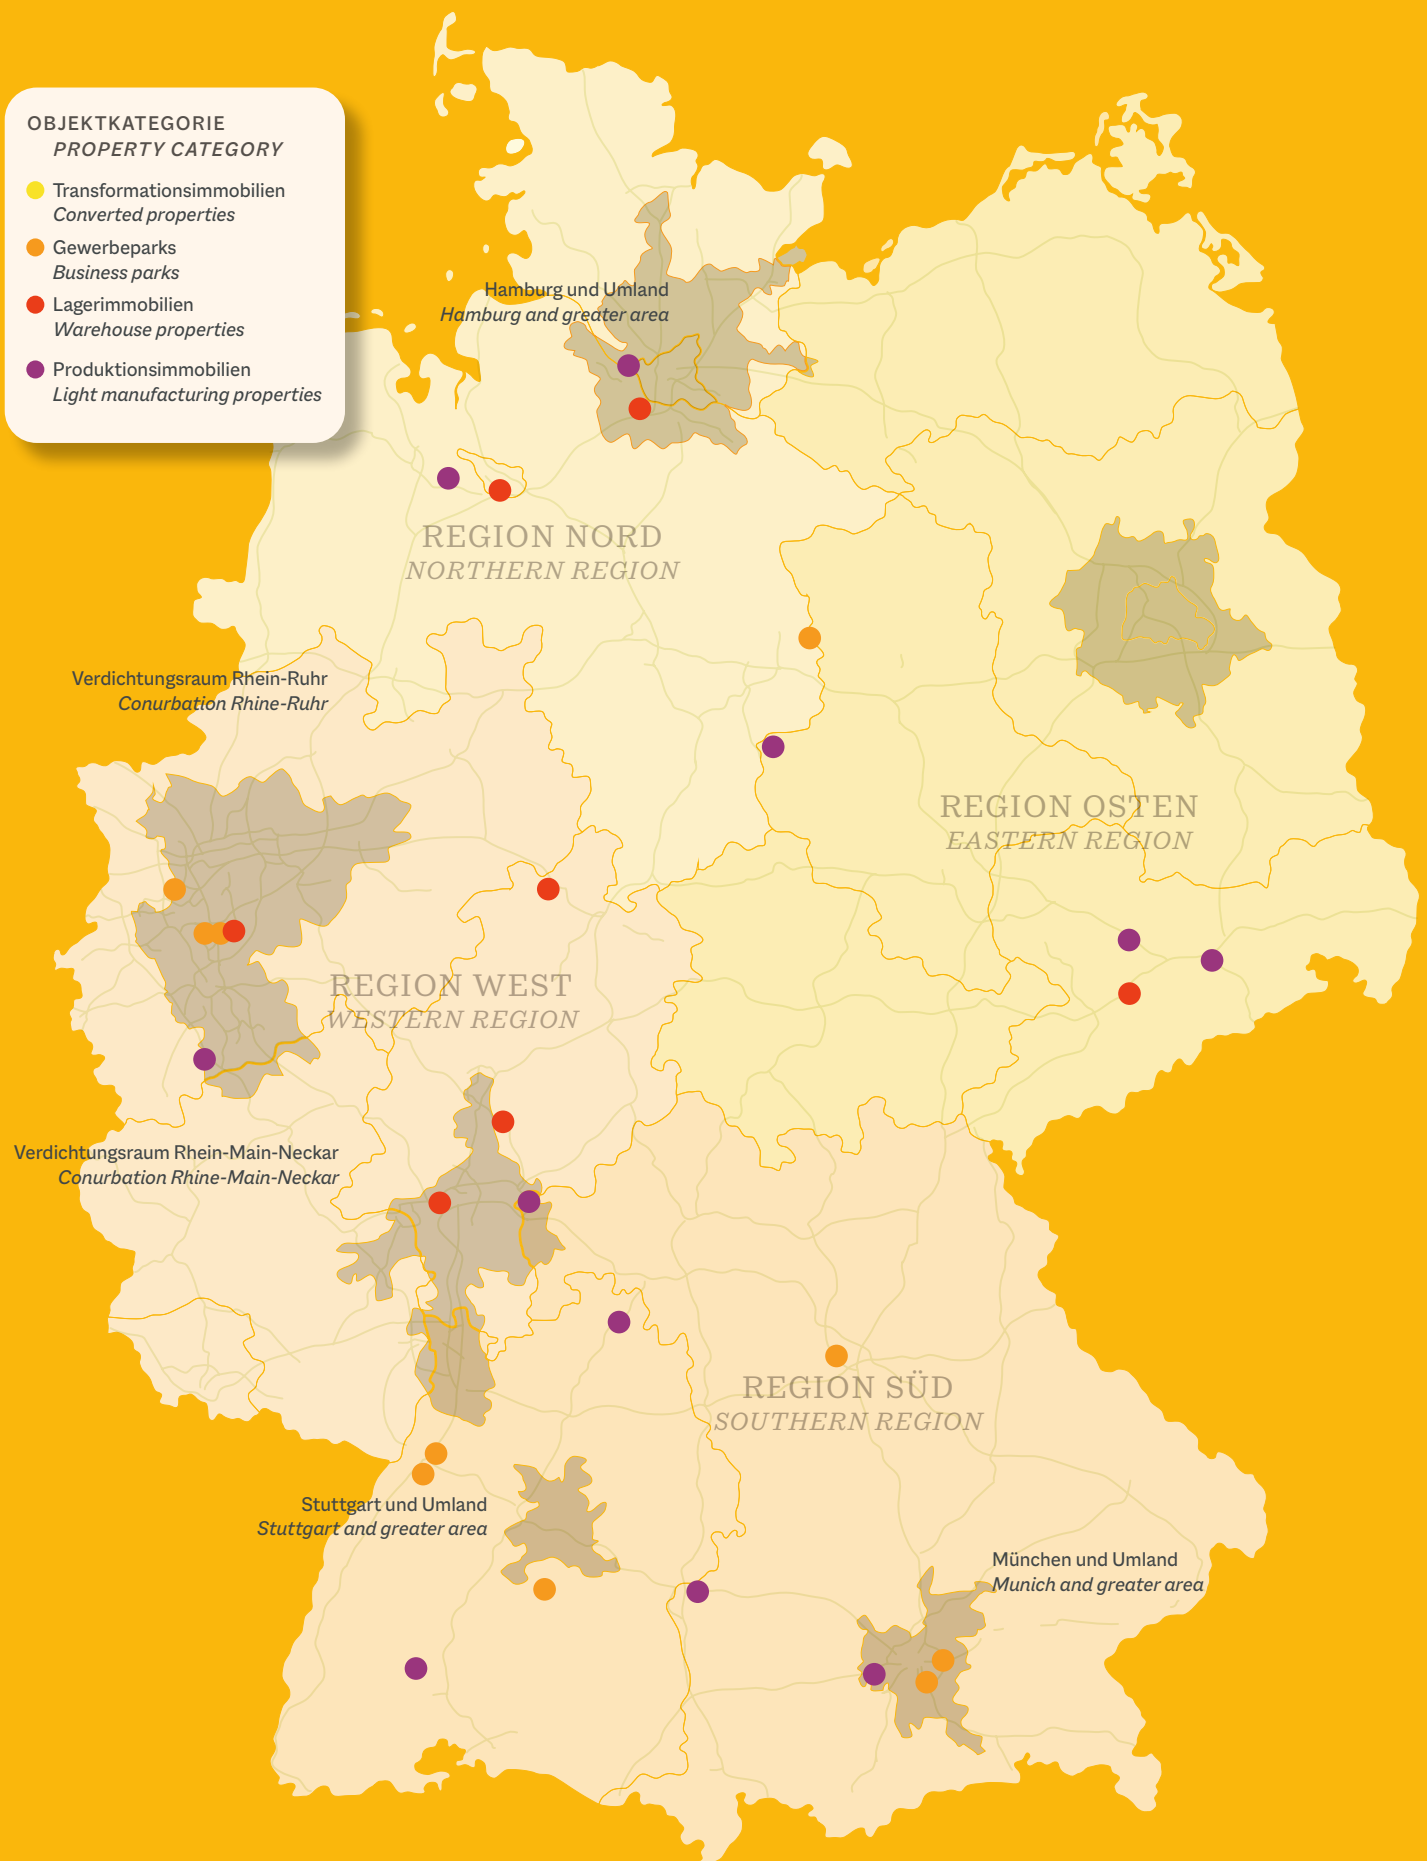 OBJEKTKATEGORIE
PROPERTY CATEGORY
Transformationsimmobilien
Converted properties
Gewerbeparks
Business parks
Lagerimmobilien
Warehouse properties
Produktionsimmobilien
Light manufacturing properties
Hamburg und Umland
Hamburg and greater area
REGION NORD
NORTHERN REGION
Verdichtungsraum Rhein-Ruhr
Conurbation Rhine-Ruhr
REGION OSTEN
EASTERN REGION
REGION WEST
WESTERN REGION
Verdichtungsraum Rhein-Main-Neckar
Conurbation Rhine-Main-Neckar
REGION SÜD
SOUTHERN REGION
Stuttgart und Umland
Stuttgart and greater area
München und Umland
Munich and greater area